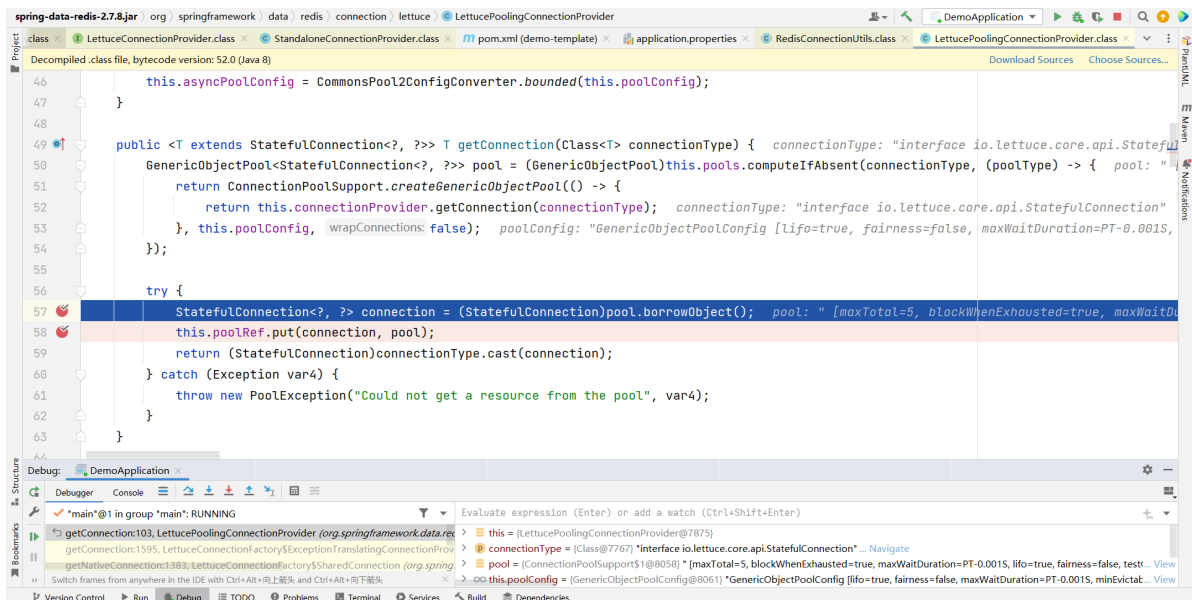 spring-data-redis-2.7.8.jar 〉 org 〉 springframework 〉 data 〉 redis 〉 connection 〉 lettuce 〉 LettucePoolingConnectionProvider
DemoApplication
.class LettuceConnectionProvider.class StandaloneConnectionProvider.class pom.xml (demo-template) application.properties RedisConnectionUtils.class LettucePoolingConnectionProvider.class
Decompiled .class file, bytecode version: 52.0 (Java 8) Download Sources Choose Sources...
46 this.asyncPoolConfig = CommonsPool2ConfigConverter.bounded(this.poolConfig);
47 }
48
49 public <T extends StatefulConnection<?, ?>> T getConnection(Class<T> connectionType) { connectionType: "interface io.lettuce.core.api.Stateful
50 GenericObjectPool<StatefulConnection<?, ?>> pool = (GenericObjectPool)this.pools.computeIfAbsent(connectionType, (poolType) -> { pool: "
51 return ConnectionPoolSupport.createGenericObjectPool(() -> {
52 return this.connectionProvider.getConnection(connectionType); connectionType: "interface io.lettuce.core.api.StatefulConnection"
53 }, this.poolConfig, wrapConnections: false); poolConfig: "GenericObjectPoolConfig [lifo=true, fairness=false, maxWaitDuration=PT-0.001S,
54 });
55
56 try {
57 StatefulConnection<?, ?> connection = (StatefulConnection)pool.borrowObject(); pool: " [maxTotal=5, blockWhenExhausted=true, maxWaitDu
58 this.poolRef.put(connection, pool);
59 return (StatefulConnection)connectionType.cast(connection);
60 } catch (Exception var4) {
61 throw new PoolException("Could not get a resource from the pool", var4);
62 }
63 }
64
Project
Structure
Bookmarks
PlantUML
Maven
Notifications
Debug: DemoApplication
Debugger Console
"main"@1 in group "main": RUNNING
Evaluate expression (Enter) or add a watch (Ctrl+Shift+Enter)
getConnection:103, LettucePoolingConnectionProvider (org.springframework.data.red
getConnection:1595, LettuceConnectionFactory$ExceptionTranslatingConnectionProv
getNativeConnection:1383, LettuceConnectionFactory$SharedConnection (org.spring.
Switch frames from anywhere in the IDE with Ctrl+Alt+向上箭头 and Ctrl+Alt+向下箭头
this = {LettucePoolingConnectionProvider@7875}
connectionType = {Class@7767} "interface io.lettuce.core.api.StatefulConnection" ... Navigate
pool = {ConnectionPoolSupport$1@8058} " [maxTotal=5, blockWhenExhausted=true, maxWaitDuration=PT-0.001S, lifo=true, fairness=false, test ... View
this.poolConfig = {GenericObjectPoolConfig@8061} "GenericObjectPoolConfig [lifo=true, fairness=false, maxWaitDuration=PT-0.001S, minEvictab ... View
Version Control Run Debug TODO Problems Terminal Services Build Dependencies